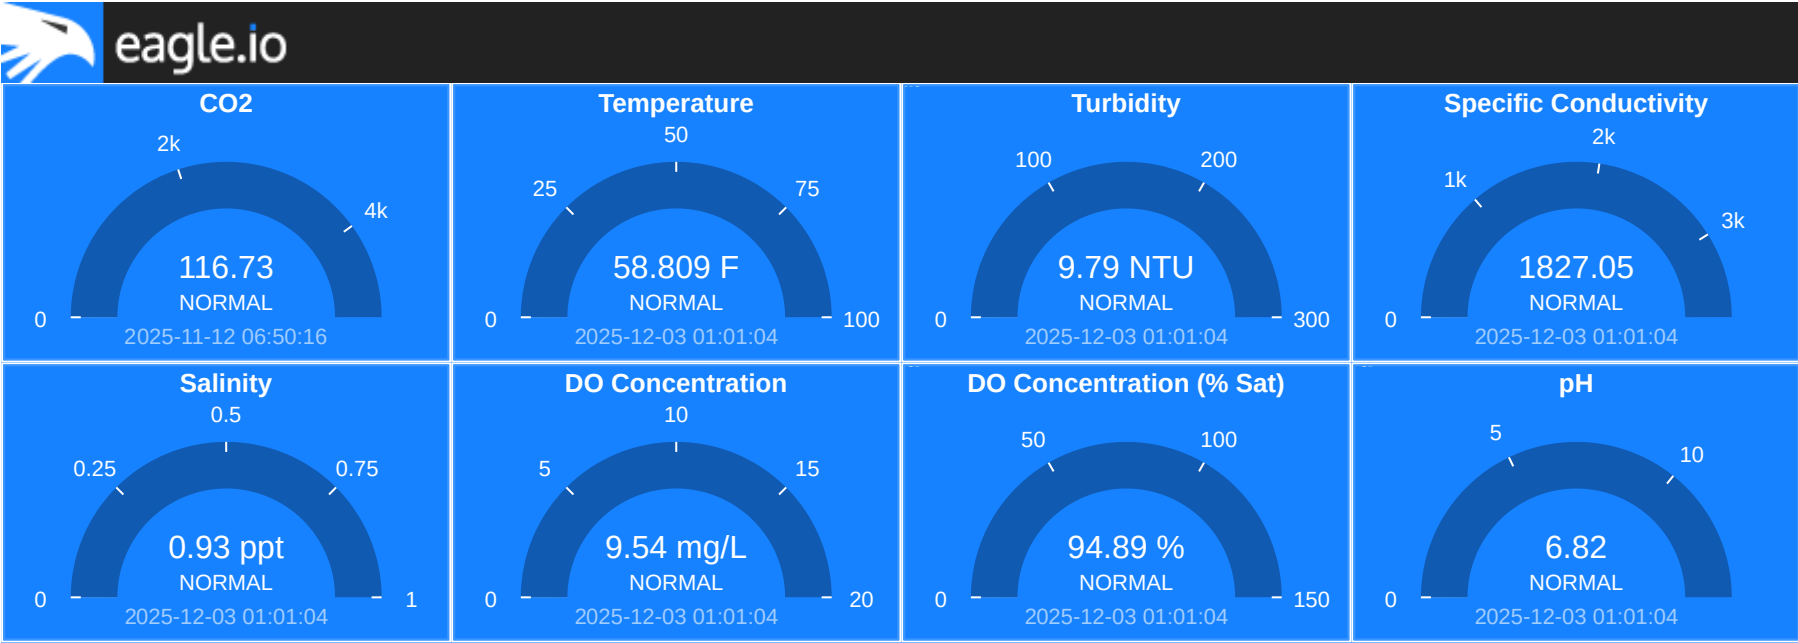 eagle.io
CO2
2k
4k
116.73
NORMAL
0
2025-11-12 06:50:16
Temperature
50
25
75
58.809 F
NORMAL
0
100
2025-12-03 01:01:04
Turbidity
100
200
9.79 NTU
NORMAL
0
300
2025-12-03 01:01:04
Specific Conductivity
2k
1k
3k
1827.05
NORMAL
0
2025-12-03 01:01:04
Salinity
0.5
0.25
0.75
0.93 ppt
NORMAL
0
1
2025-12-03 01:01:04
DO Concentration
10
5
15
9.54 mg/L
NORMAL
0
20
2025-12-03 01:01:04
DO Concentration (% Sat)
50
100
94.89 %
NORMAL
0
150
2025-12-03 01:01:04
pH
5
10
6.82
NORMAL
0
2025-12-03 01:01:04